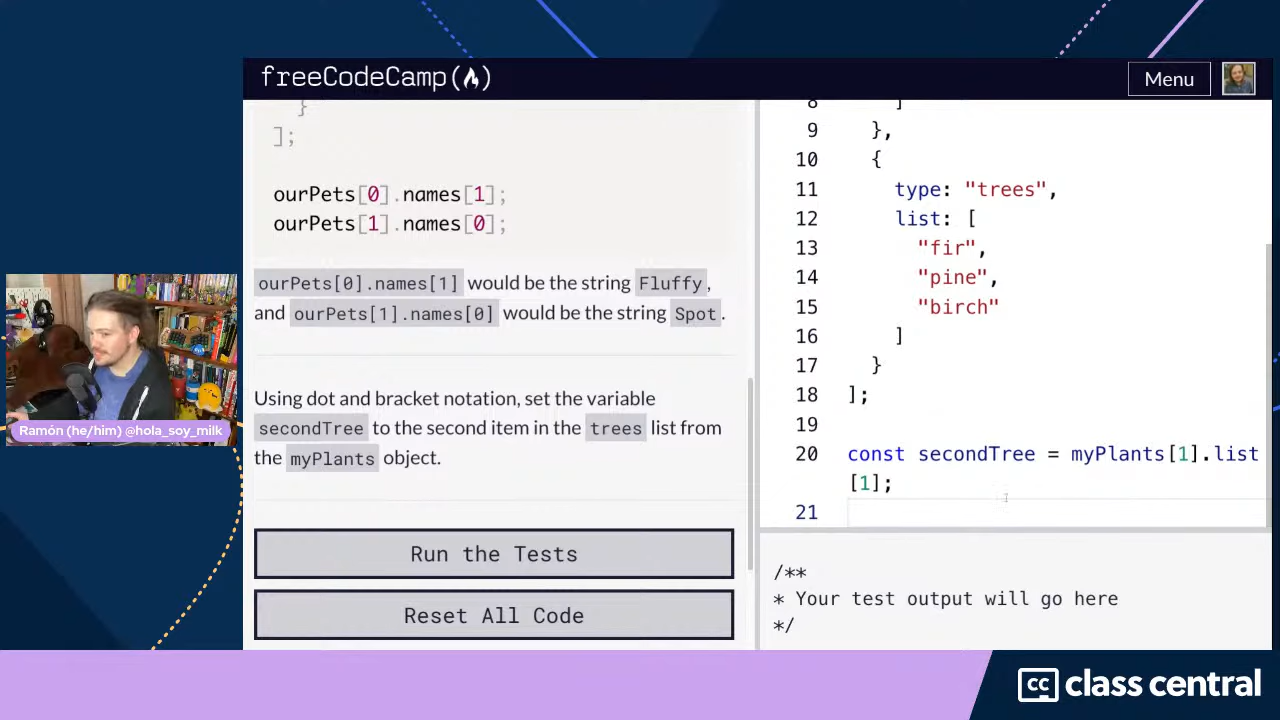 freeCodeCamp(🔥)
Menu
}
];
ourPets[0].names[1];
ourPets[1].names[0];
ourPets[0].names[1] would be the string Fluffy,
and ourPets[1].names[0] would be the string Spot.
Using dot and bracket notation, set the variable
secondTree to the second item in the trees list from
the myPlants object.
Run the Tests
Reset All Code
8 ]
9 },
10 {
11 type: "trees",
12 list: [
13 "fir",
14 "pine",
15 "birch"
16 ]
17 }
18 ];
19
20 const secondTree = myPlants[1].list
[1];
21
/**
* Your test output will go here
*/
Ramón (he/him) @hola_soy_milk
cc class central